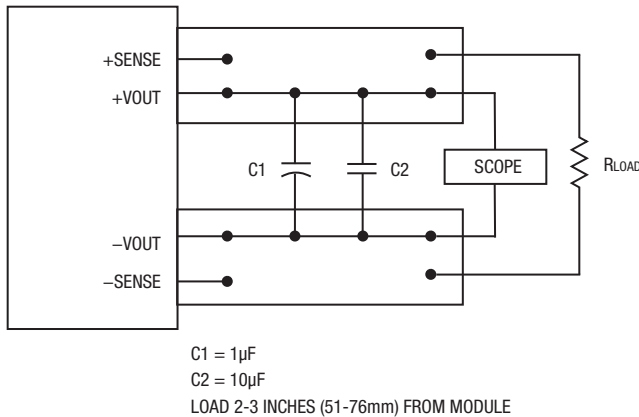 +SENSE
+VOUT
C1
C2
SCOPE
RLOAD
−VOUT
−SENSE
C1 = 1µF
C2 = 10µF
LOAD 2-3 INCHES (51-76mm) FROM MODULE